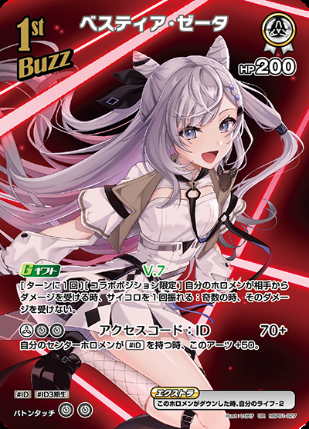 1st
Buzz
ベスティア・ゼータ
HP200
ギフト
V.7
[ターンに1回][コラボポジション限定]自分のホロメンが相手から
ダメージを受ける時、サイコロを1回振れる：奇数の時、そのダメ
ージを受けない。
アクセスコード：ID 70+
自分のセンターホロメンが #ID を持つ時、このアーツ+50。
#ID #ID3期生
エクストラ
このホロメンがダウンした時、自分のライフ-2
バトンタッチ